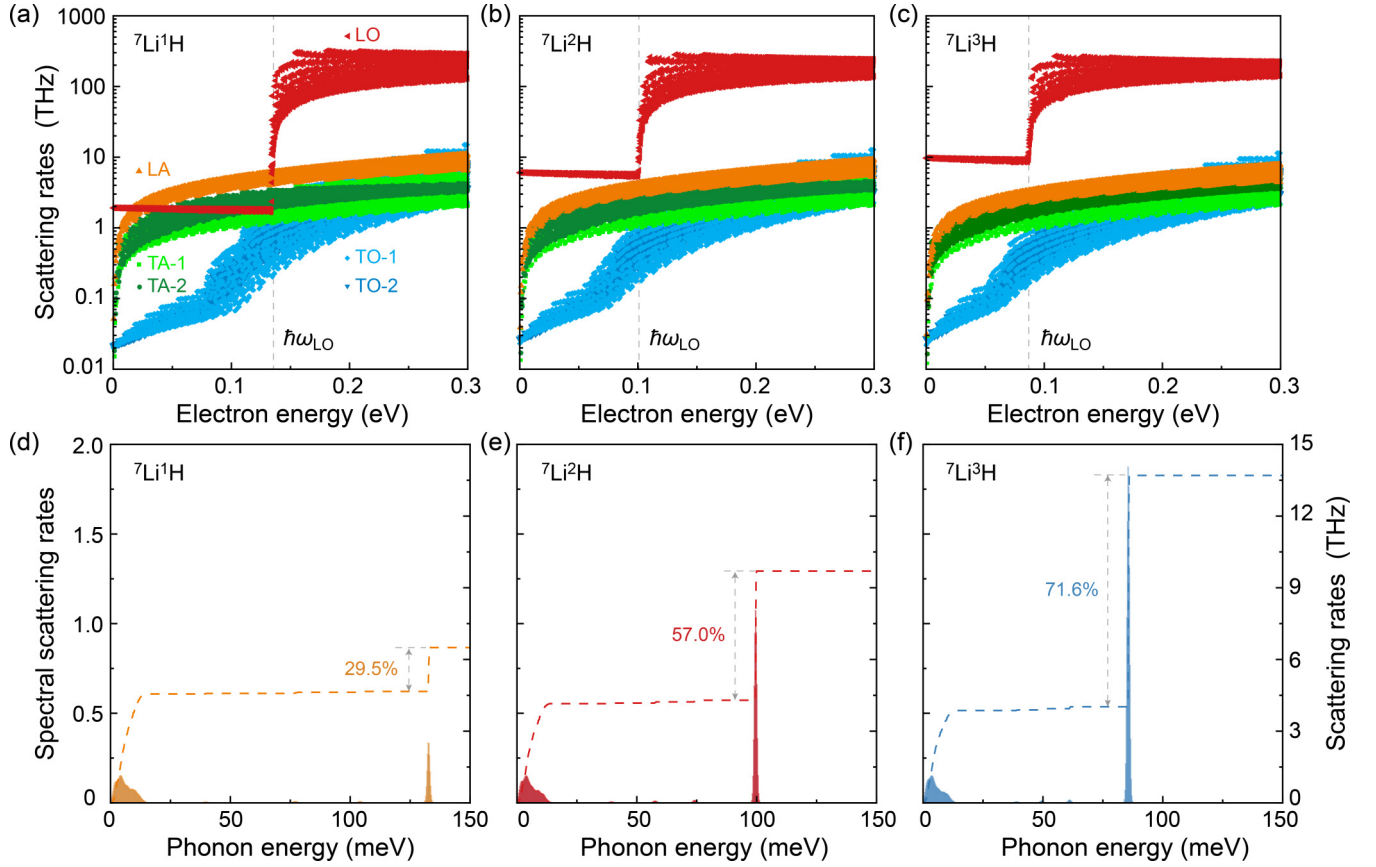 (a)
⁷Li¹H
LO
LA
TA-1
TA-2
TO-1
TO-2
ħω_LO
1000
100
10
1
0.1
0.01
Scattering rates (THz)
0
0.1
0.2
0.3
Electron energy (eV)
(b)
⁷Li²H
ħω_LO
0
0.1
0.2
0.3
Electron energy (eV)
(c)
⁷Li³H
ħω_LO
0
0.1
0.2
0.3
Electron energy (eV)
(d)
⁷Li¹H
29.5%
2.0
1.5
1.0
0.5
0
Spectral scattering rates
0
50
100
150
Phonon energy (meV)
(e)
⁷Li²H
57.0%
0
50
100
150
Phonon energy (meV)
(f)
⁷Li³H
71.6%
15
12
9
6
3
0
Scattering rates (THz)
0
50
100
150
Phonon energy (meV)